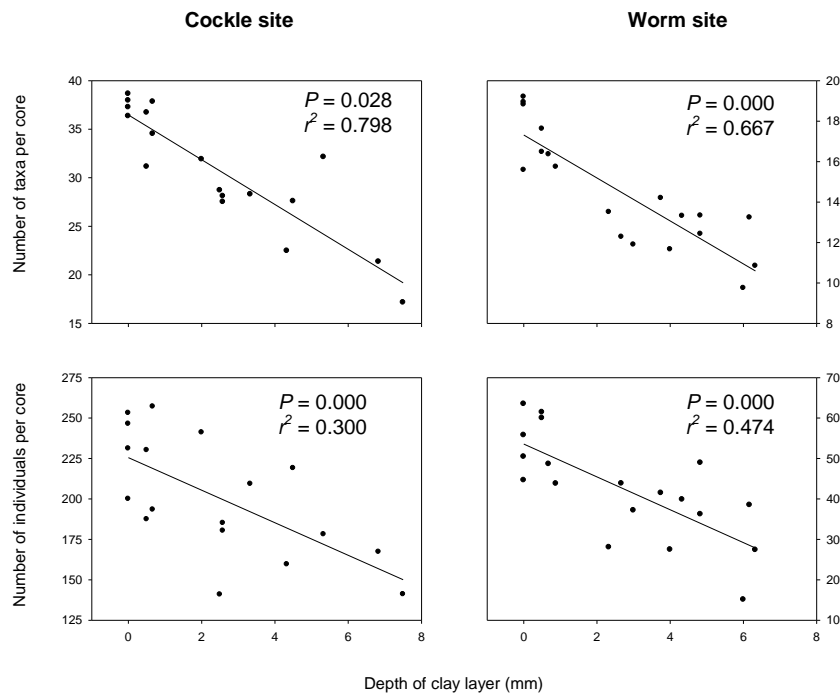 Cockle site Worm site
Number of taxa per core
40
35
30
25
20
15
P = 0.028
r² = 0.798
P = 0.000
r² = 0.667
20
18
16
14
12
10
8
Number of individuals per core
275
250
225
200
175
150
125
P = 0.000
r² = 0.300
P = 0.000
r² = 0.474
70
60
50
40
30
20
10
0 2 4 6 8 0 2 4 6 8
Depth of clay layer (mm)